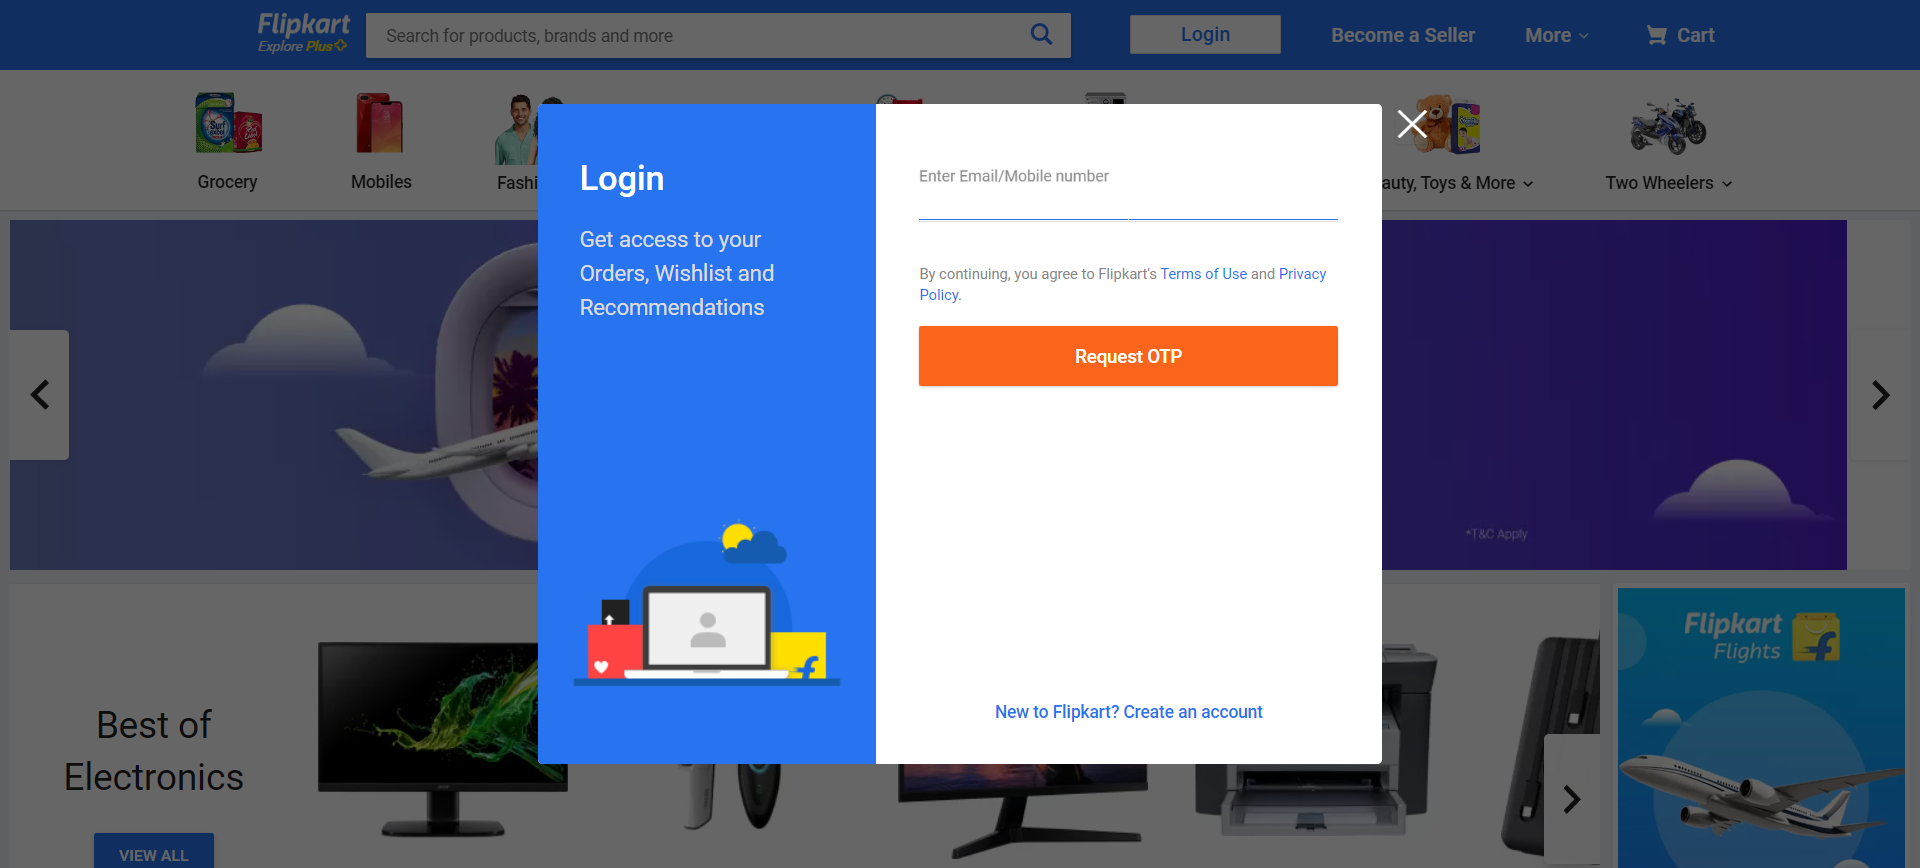 Flipkart
Explore Plus
Search for products, brands and more
Login
Become a Seller
More
Cart
Surf
Grocery
Mobiles
Fashi
auty, Toys & More
Two Wheelers
Login
Get access to your
Orders, Wishlist and
Recommendations
Enter Email/Mobile number
By continuing, you agree to Flipkart's Terms of Use and Privacy
Policy.
Request OTP
New to Flipkart? Create an account
*T&C Apply
Best of
Electronics
VIEW ALL
Flipkart
Flights